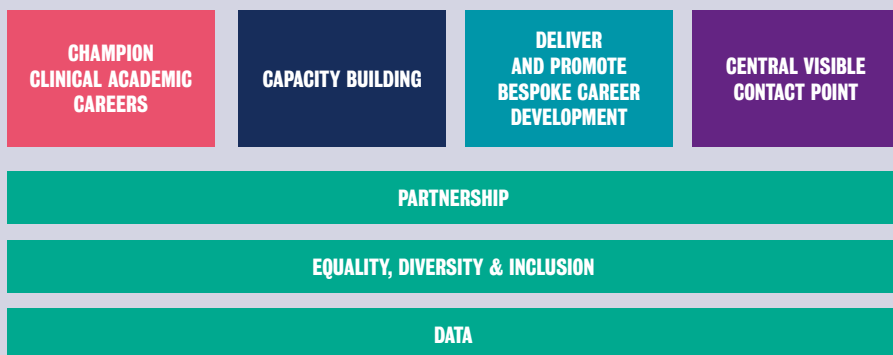 CHAMPION
CLINICAL ACADEMIC
CAREERS
CAPACITY BUILDING
DELIVER
AND PROMOTE
BESPOKE CAREER
DEVELOPMENT
CENTRAL VISIBLE
CONTACT POINT
PARTNERSHIP
EQUALITY, DIVERSITY & INCLUSION
DATA